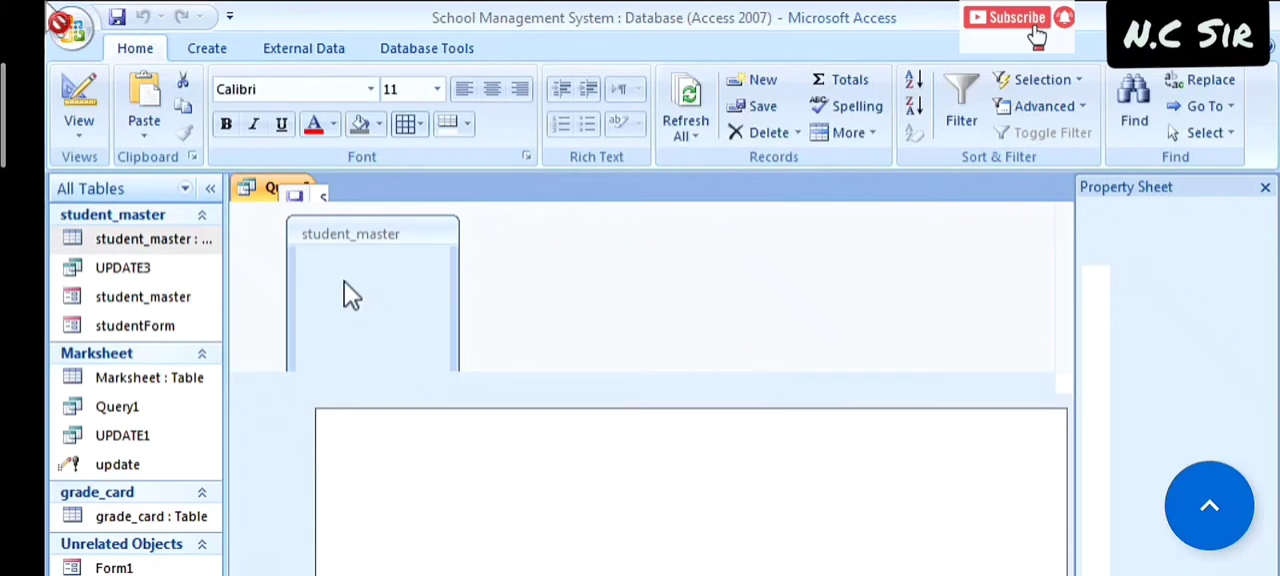 School Management System : Database (Access 2007) - Microsoft Access
Subscribe
N.C SIR
Home
Create
External Data
Database Tools
View
Views
Paste
Clipboard
Calibri
11
B I U
A
Font
ab
Rich Text
Refresh
All
New
Save
Delete
Σ Totals
Spelling
More
Records
Filter
Selection
Advanced
Toggle Filter
Sort & Filter
Find
Replace
Go To
Select
Find
All Tables
student_master
student_master : ...
UPDATE3
student_master
studentForm
Marksheet
Marksheet : Table
Query1
UPDATE1
update
grade_card
grade_card : Table
Unrelated Objects
Form1
student_master
Property Sheet